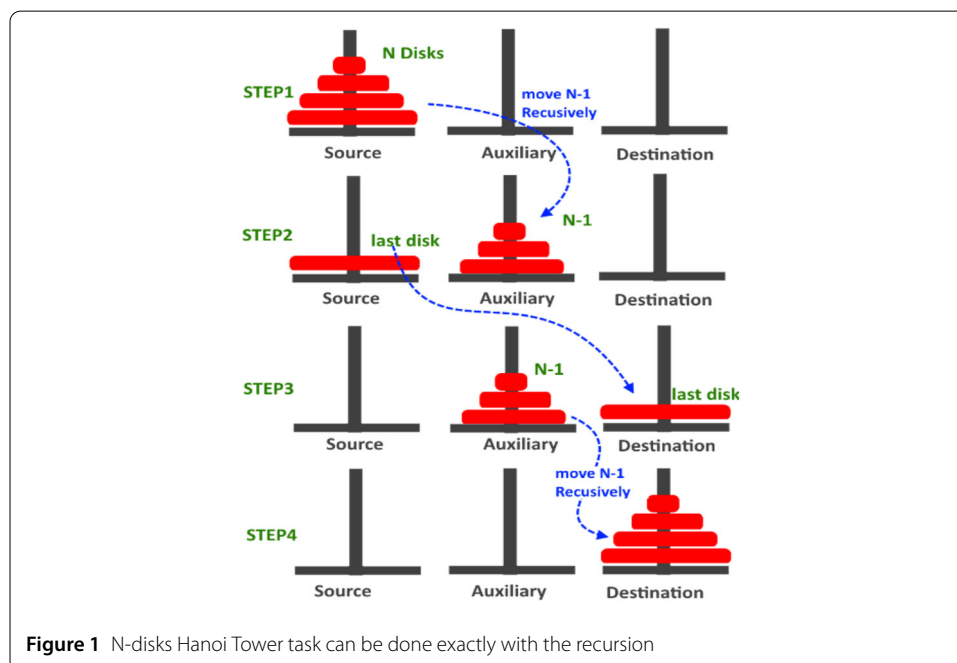 N Disks
STEP1
move N-1
Recusively
Source
Auxiliary
Destination
STEP2
last disk
N-1
Source
Auxiliary
Destination
STEP3
N-1
last disk
Source
Auxiliary
Destination
move N-1
Recusively
STEP4
Source
Auxiliary
Destination
Figure 1 N-disks Hanoi Tower task can be done exactly with the recursion